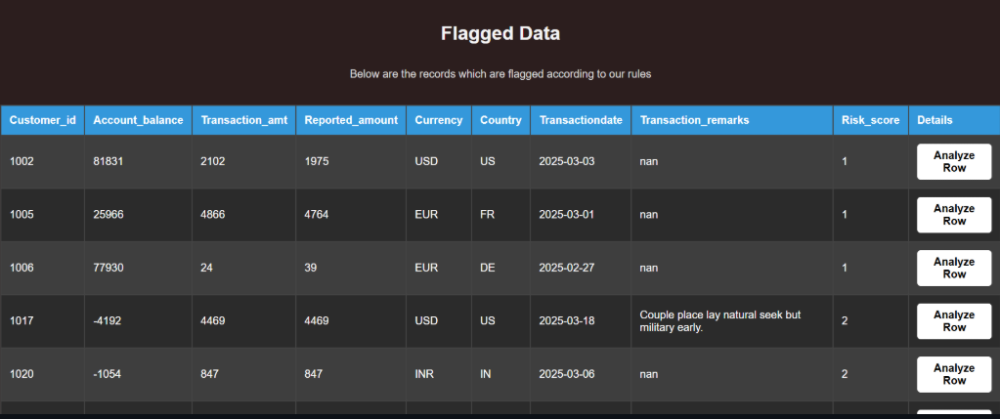 Flagged Data
Below are the records which are flagged according to our rules
Customer_id Account_balance Transaction_amt Reported_amount Currency Country Transactiondate Transaction_remarks Risk_score Details
1002 81831 2102 1975 USD US 2025-03-03 nan 1 Analyze Row
1005 25966 4866 4764 EUR FR 2025-03-01 nan 1 Analyze Row
1006 77930 24 39 EUR DE 2025-02-27 nan 1 Analyze Row
1017 -4192 4469 4469 USD US 2025-03-18 Couple place lay natural seek but military early. 2 Analyze Row
1020 -1054 847 847 INR IN 2025-03-06 nan 2 Analyze Row